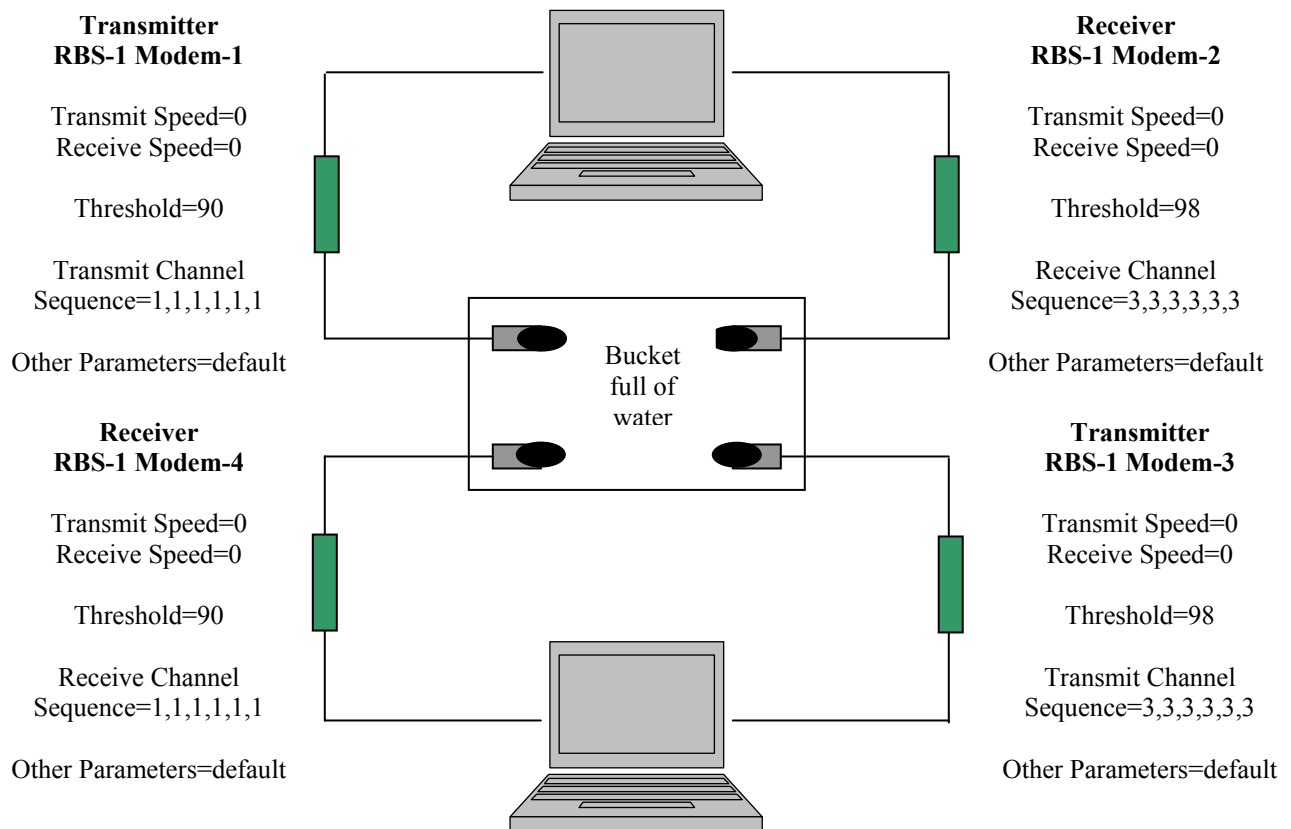 Transmitter
RBS-1 Modem-1
Transmit Speed=0
Receive Speed=0
Threshold=90
Transmit Channel
Sequence=1,1,1,1,1,1
Other Parameters=default
Receiver
RBS-1 Modem-2
Transmit Speed=0
Receive Speed=0
Threshold=98
Receive Channel
Sequence=3,3,3,3,3,3
Other Parameters=default
Bucket
full of
water
Receiver
RBS-1 Modem-4
Transmit Speed=0
Receive Speed=0
Threshold=90
Receive Channel
Sequence=1,1,1,1,1,1
Other Parameters=default
Transmitter
RBS-1 Modem-3
Transmit Speed=0
Receive Speed=0
Threshold=98
Transmit Channel
Sequence=3,3,3,3,3,3
Other Parameters=default